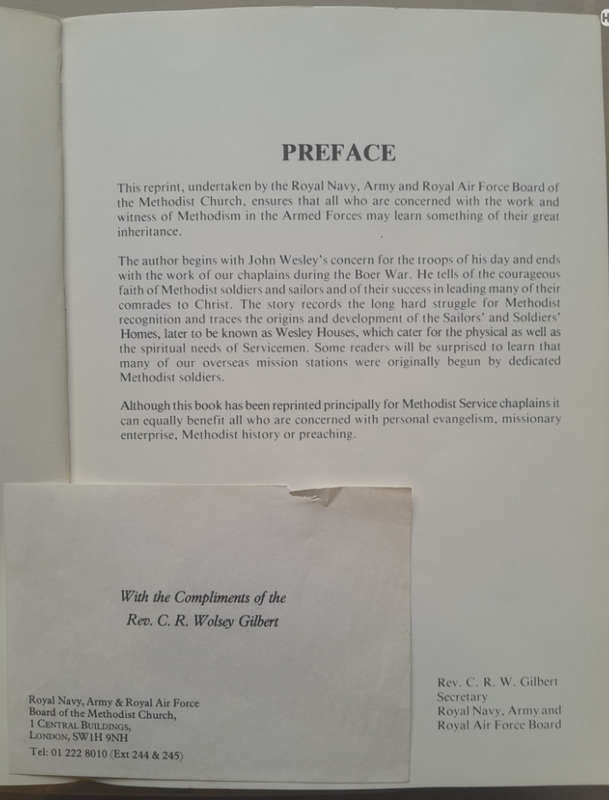 PREFACE
This reprint, undertaken by the Royal Navy, Army and Royal Air Force Board of
the Methodist Church, ensures that all who are concerned with the work and
witness of Methodism in the Armed Forces may learn something of their great
inheritance.
The author begins with John Wesley's concern for the troops of his day and ends
with the work of our chaplains during the Boer War. He tells of the courageous
faith of Methodist soldiers and sailors and of their success in leading many of their
comrades to Christ. The story records the long hard struggle for Methodist
recognition and traces the origins and development of the Sailors' and Soldiers'
Homes, later to be known as Wesley Houses, which cater for the physical as well as
the spiritual needs of Servicemen. Some readers will be surprised to learn that
many of our overseas mission stations were originally begun by dedicated
Methodist soldiers.
Although this book has been reprinted principally for Methodist Service chaplains it
can equally benefit all who are concerned with personal evangelism, missionary
enterprise, Methodist history or preaching.
With the Compliments of the
Rev. C. R. Wolsey Gilbert
Royal Navy, Army & Royal Air Force
Board of the Methodist Church,
1 CENTRAL BUILDINGS,
LONDON, SW1H 9NH
Tel: 01 222 8010 (Ext 244 & 245)
Rev. C. R. W. Gilbert
Secretary
Royal Navy, Army and
Royal Air Force Board